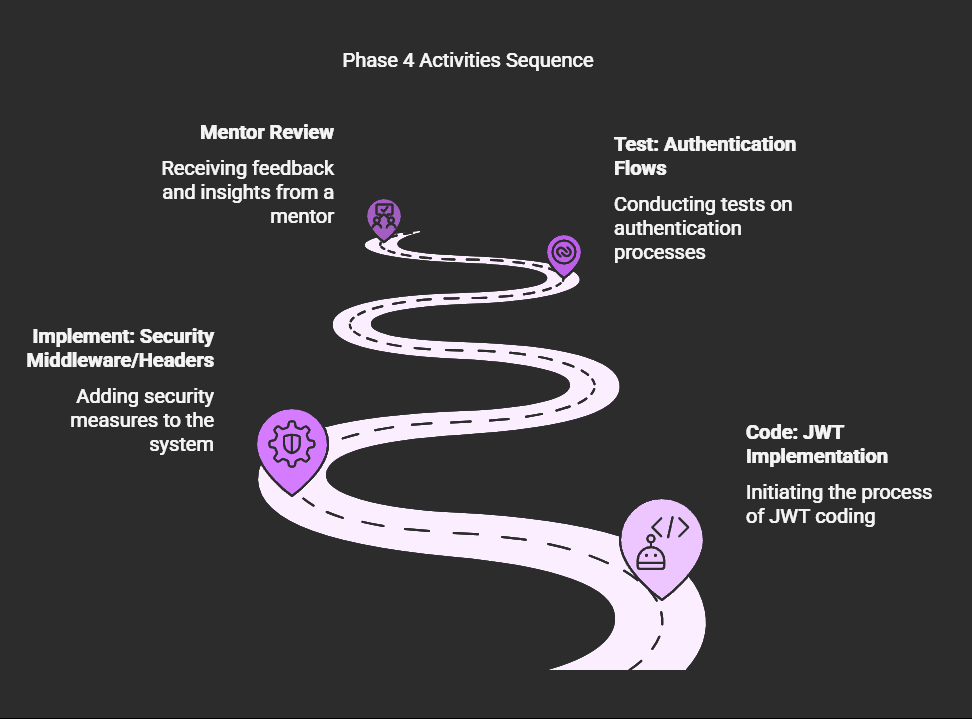 Phase 4 Activities Sequence
Mentor Review
Receiving feedback
and insights from a
mentor
Test: Authentication
Flows
Conducting tests on
authentication
processes
Implement: Security
Middleware/Headers
Adding security
measures to the
system
Code: JWT
Implementation
Initiating the process
of JWT coding